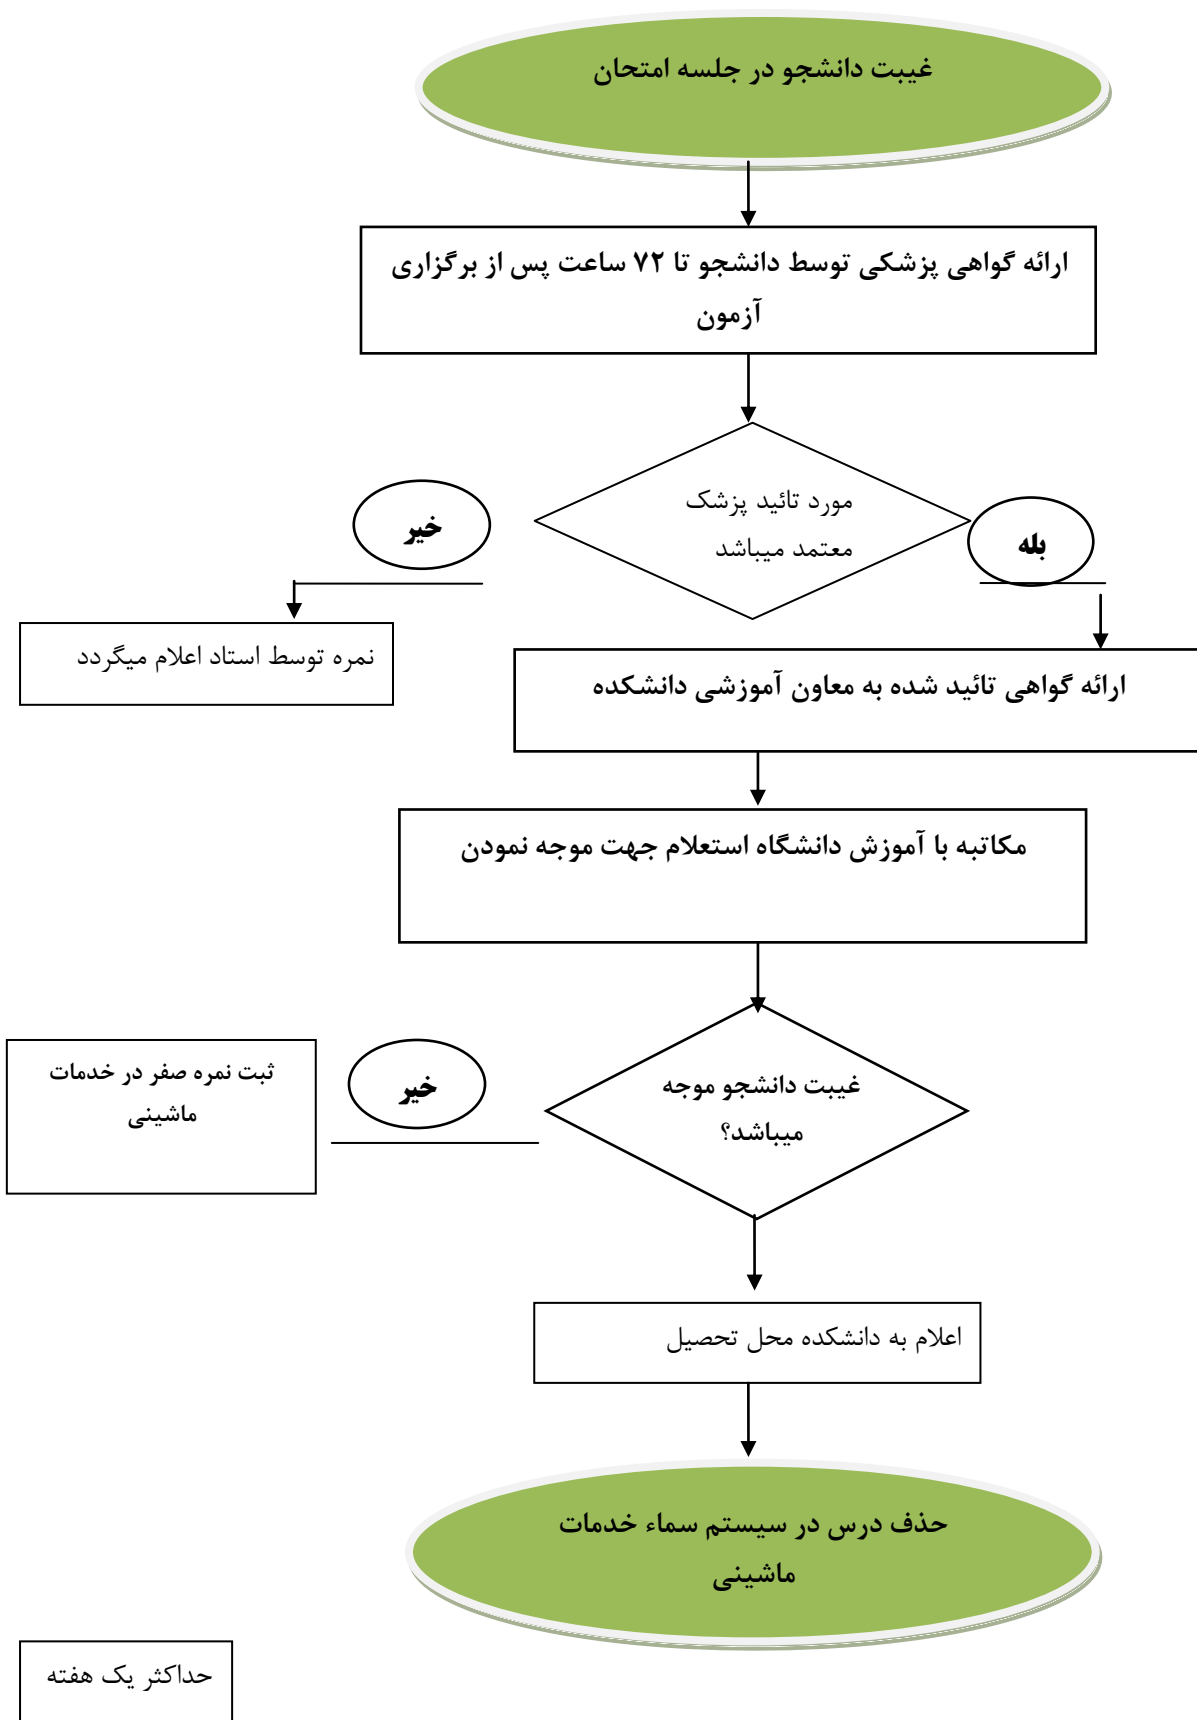 غیبت دانشجو در جلسه امتحان
ارائه گواهی پزشکی توسط دانشجو تا ۷۲ ساعت پس از برگزاری
آزمون
مورد تائید پزشک
معتمد میباشد
خیر
بله
نمره توسط استاد اعلام میگردد
ارائه گواهی تائید شده به معاون آموزشی دانشکده
مکاتبه با آموزش دانشگاه استعلام جهت موجه نمودن
غیبت دانشجو موجه
میباشد؟
خیر
ثبت نمره صفر در خدمات
ماشینی
اعلام به دانشکده محل تحصیل
حذف درس در سیستم سماء خدمات
ماشینی
حداکثر یک هفته